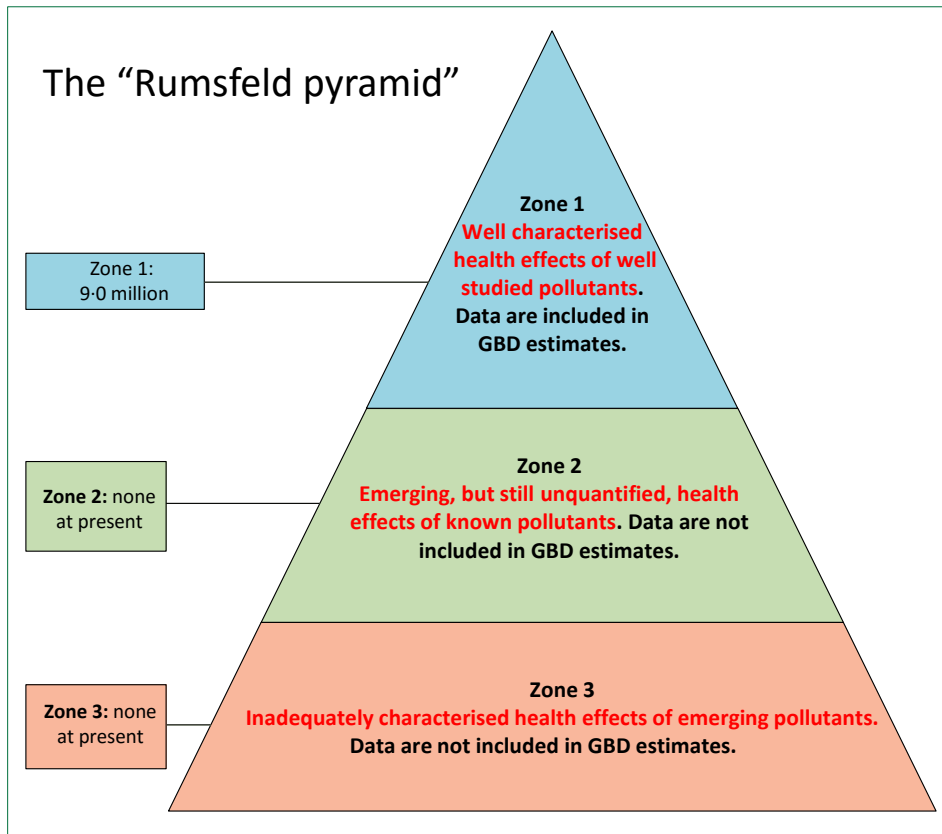 The “Rumsfeld pyramid”
Zone 1
Well characterised
health effects of well
studied pollutants.
Data are included in
GBD estimates.
Zone 1:
9·0 million
Zone 2
Emerging, but still unquantified, health
effects of known pollutants. Data are not
included in GBD estimates.
Zone 2: none
at present
Zone 3
Inadequately characterised health effects of emerging pollutants.
Data are not included in GBD estimates.
Zone 3: none
at present